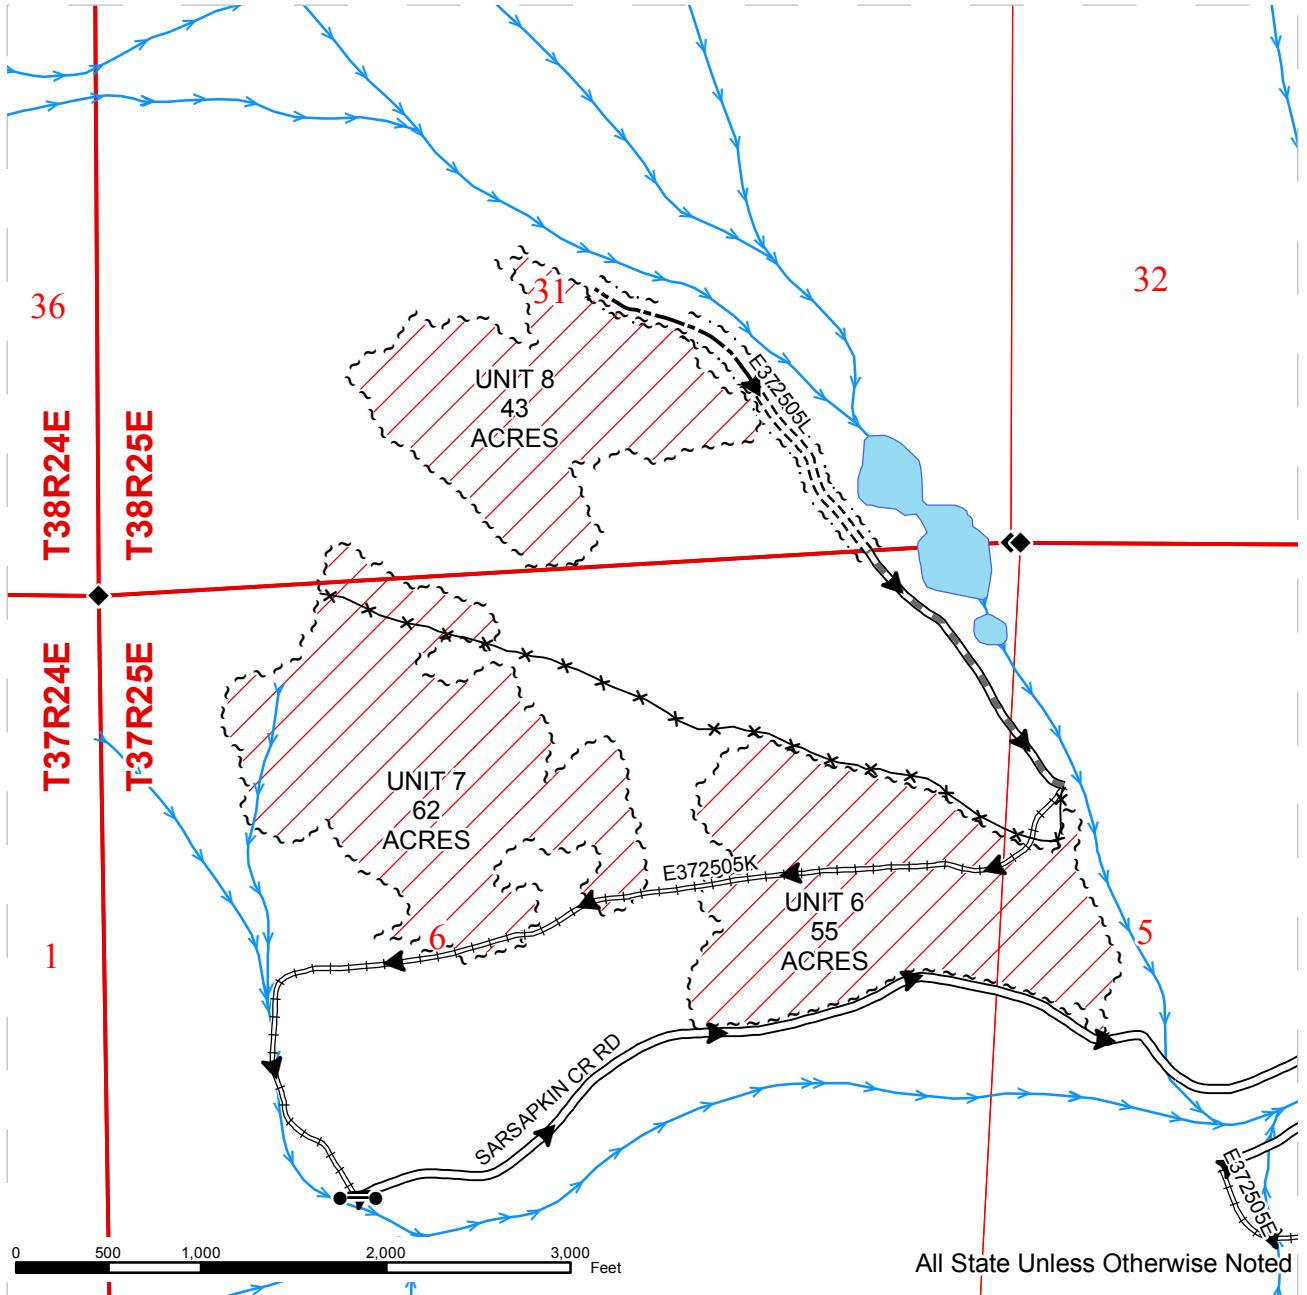 36
31
32
T38R24E
T38R25E
UNIT 8
43
ACRES
E372505L
T37R24E
T37R25E
UNIT 7
62
ACRES
E372505K
UNIT 6
55
ACRES
1
6
5
SARSAPKIN CR RD
E372505E
0 500 1,000 2,000 3,000
Feet
All State Unless Otherwise Noted